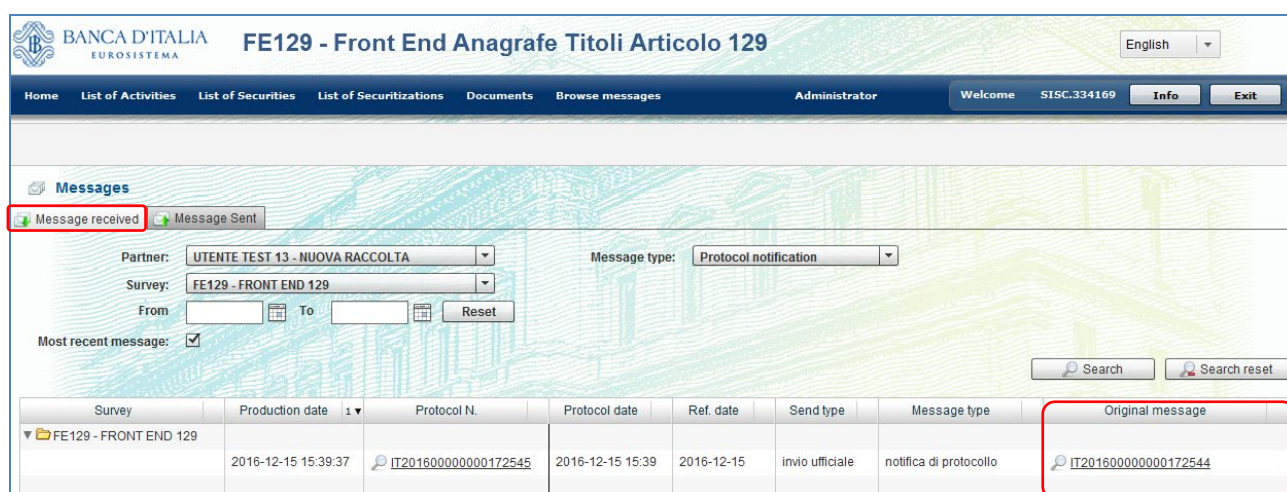 BANCA D'ITALIA
EUROSISTEMA
FE129 - Front End Anagrafe Titoli Articolo 129
English
Home List of Activities List of Securities List of Securitizations Documents Browse messages Administrator Welcome SISC.334169 Info Exit
Messages
Message received Message Sent
Partner: UTENTE TEST 13 - NUOVA RACCOLTA Message type: Protocol notification
Survey: FE129 - FRONT END 129
From To Reset
Most recent message:
Search Search reset
Survey Production date 1 Protocol N. Protocol date Ref. date Send type Message type Original message
FE129 - FRONT END 129
2016-12-15 15:39:37 IT201600000000172545 2016-12-15 15:39 2016-12-15 invio ufficiale notifica di protocollo IT201600000000172544